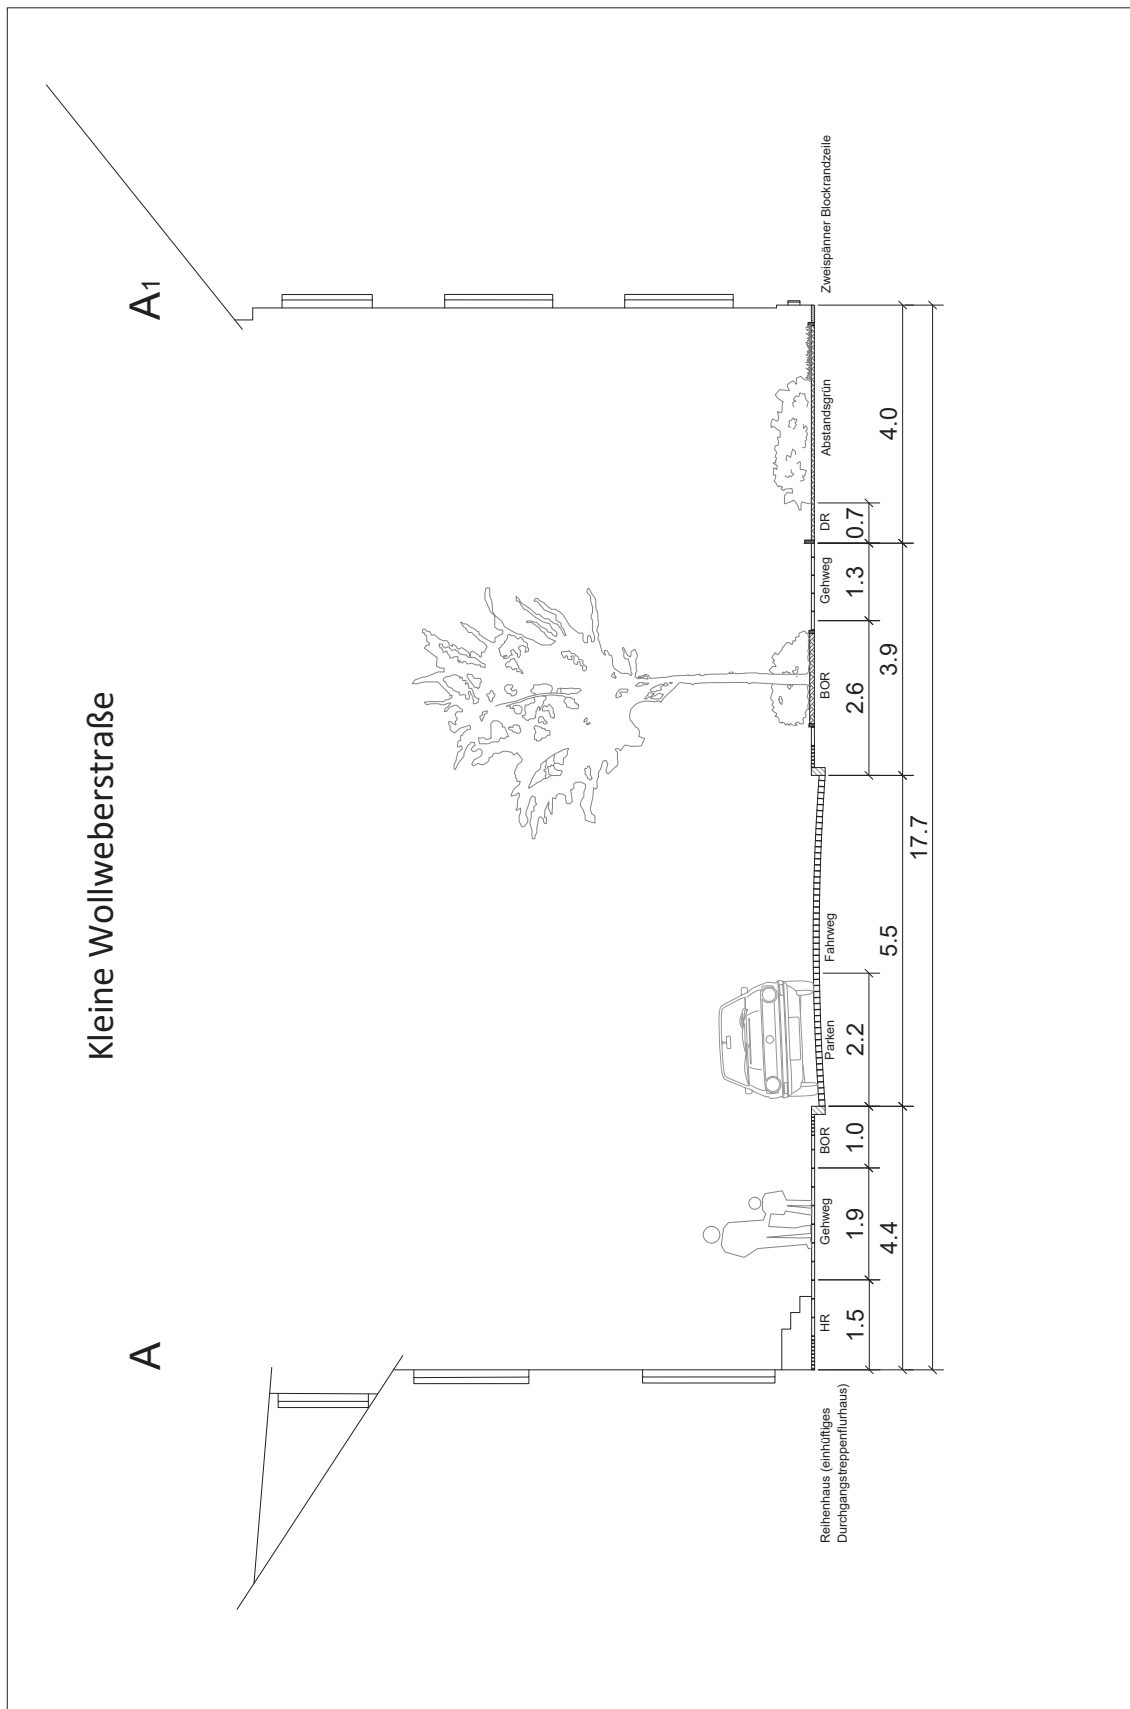 Kleine Wollweberstraße
A
A1
Reihenhaus (einhüftiges
Durchgangstreppenflurhaus)
HR
Gehweg
BOR
Parken
Fahrweg
BOR
Gehweg
DR
Abstandsgrün
Zweispänner Blockrandzeile
1.5
1.9
1.0
2.2
2.6
1.3
0.7
4.4
5.5
3.9
4.0
17.7